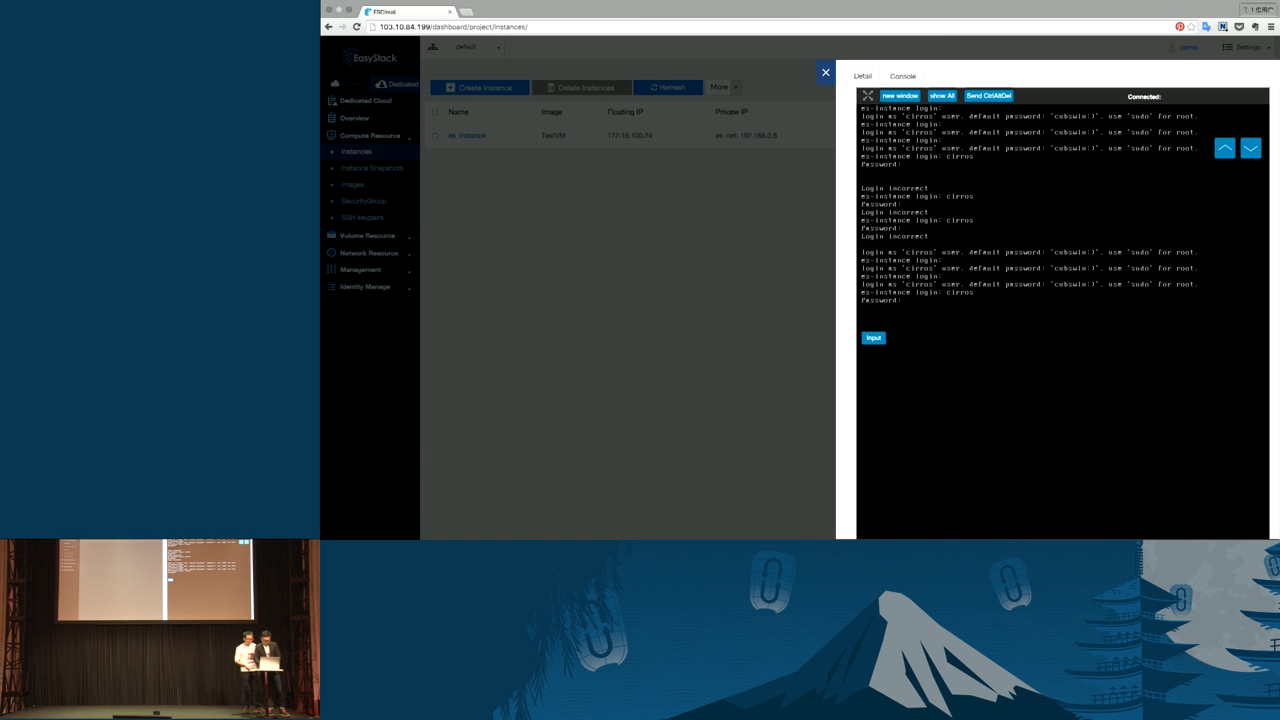 ESCloud
1 位用户
103.10.84.199/dashboard/project/instances/
EasyStack
default
demo
Settings
Dedicated
Dedicated Cloud
Overview
Compute Resource
Instances
Instance Snapshots
Images
SecurityGroup
SSH keypairs
Volume Resource
Network Resource
Management
Identity Manage
Create Instance
Delete Instances
Refresh
More
Name Image Floating IP Private IP
es_instance TestVM 172.16.100.24 es_net: 192.168.0.8
Detail Console
new window show All Send CtrlAltDel Connected:
es-instance login:
login as 'cirros' user. default password: 'cubswin:)'. use 'sudo' for root.
es-instance login:
login as 'cirros' user. default password: 'cubswin:)'. use 'sudo' for root.
es-instance login:
login as 'cirros' user. default password: 'cubswin:)'. use 'sudo' for root.
es-instance login: cirros
Password:
Login incorrect
es-instance login: cirros
Password:
Login incorrect
es-instance login: cirros
Password:
Login incorrect
login as 'cirros' user. default password: 'cubswin:)'. use 'sudo' for root.
es-instance login:
login as 'cirros' user. default password: 'cubswin:)'. use 'sudo' for root.
es-instance login:
login as 'cirros' user. default password: 'cubswin:)'. use 'sudo' for root.
es-instance login: cirros
Password:
Input